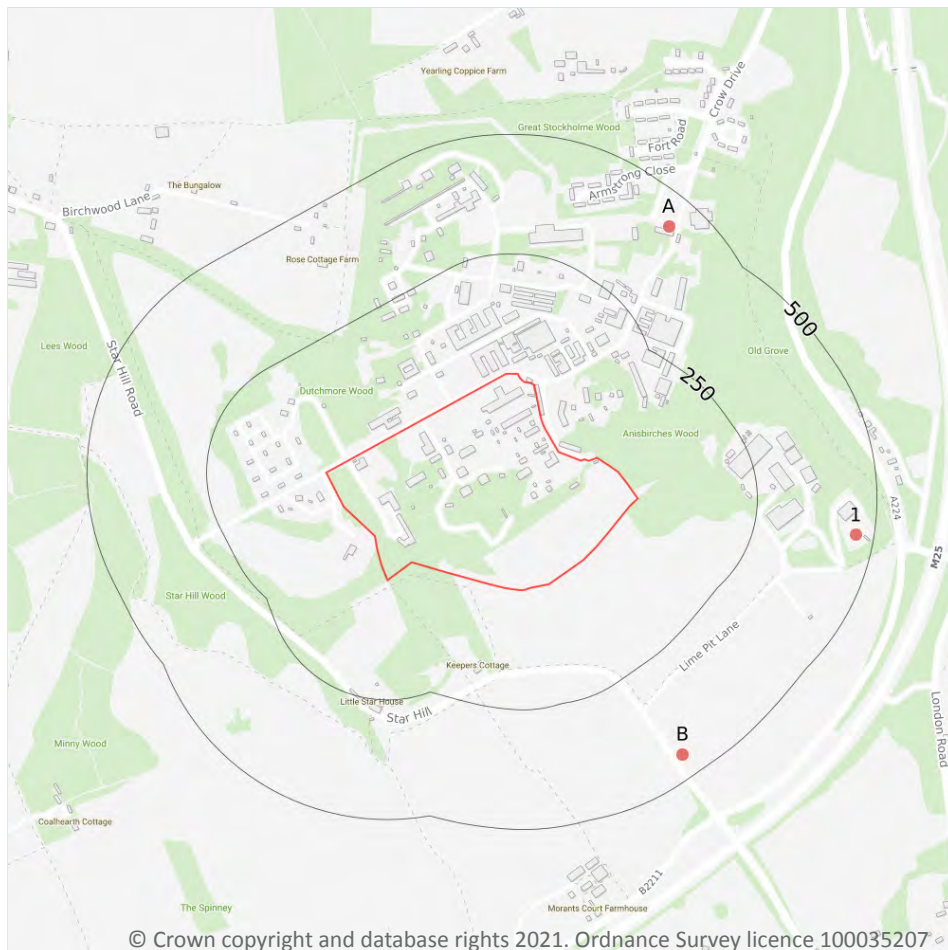 Yearling Coppice Farm
Crow Drive
Great Stockholme Wood
Fort Road
Armstrong Close
The Bungalow
Birchwood Lane
A
Rose Cottage Farm
500
Lees Wood
Star Hill Road
Old Grove
250
Dutchmore Wood
Anisbirches Wood
A224
1
M25
Star Hill Wood
Lime Pit Lane
Keepers Cottage
Little Star House
Star Hill
London Road
B
Minny Wood
Coalhearth Cottage
B2211
The Spinney
Morants Court Farmhouse
© Crown copyright and database rights 2021. Ordnance Survey licence 100035207